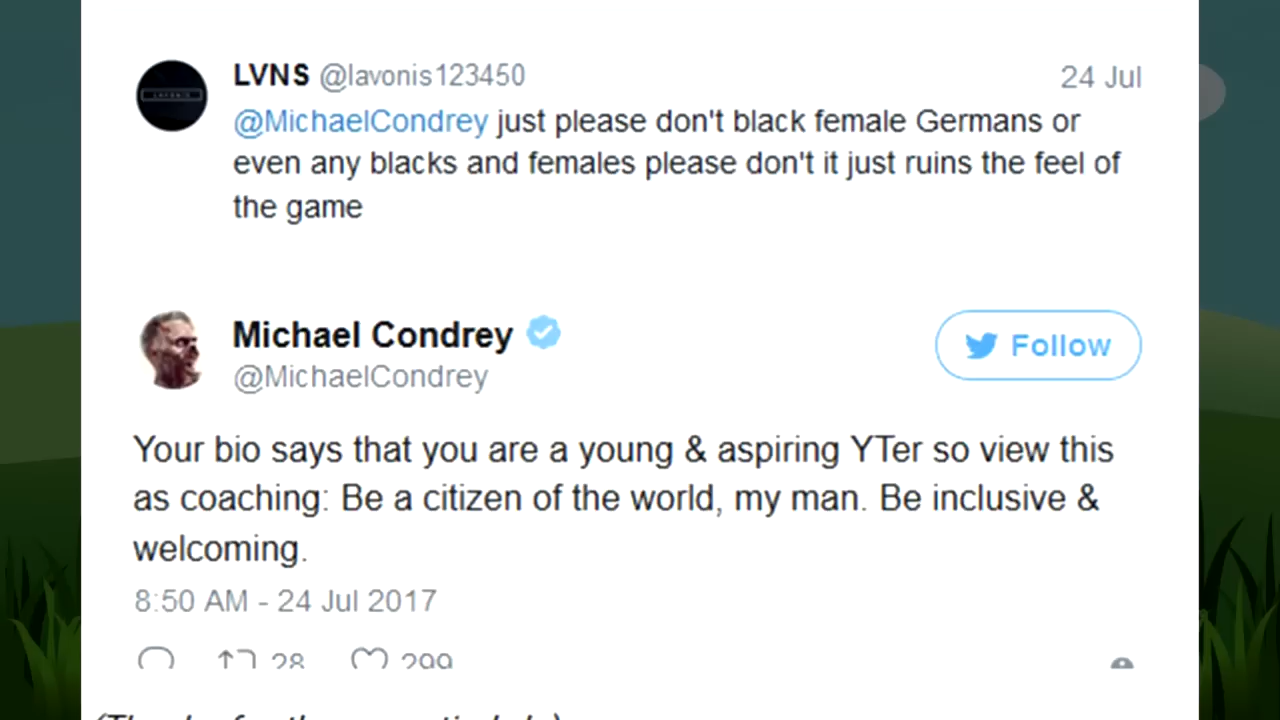 LVNS @lavonis123450 24 Jul
@MichaelCondrey just please don't black female Germans or
even any blacks and females please don't it just ruins the feel of
the game
Michael Condrey
Follow
@MichaelCondrey
Your bio says that you are a young & aspiring YTer so view this
as coaching: Be a citizen of the world, my man. Be inclusive &
welcoming.
8:50 AM - 24 Jul 2017
28 299